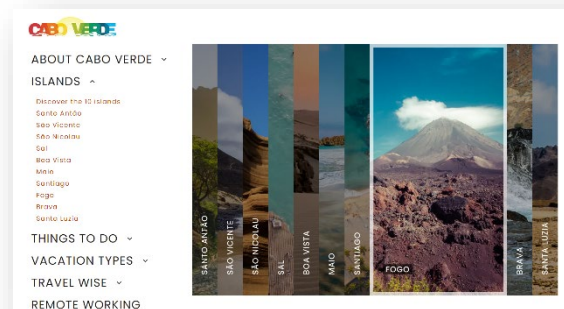 CABO VERDE
ABOUT CABO VERDE
ISLANDS
Discover the 10 islands
Santo Antão
São Vicente
São Nicolau
Sal
Boa Vista
Maio
Santiago
Fogo
Brava
Santa Luzia
THINGS TO DO
VACATION TYPES
TRAVEL WISE
REMOTE WORKING
SANTO ANTÃO
SÃO VICENTE
SÃO NICOLAU
SAL
BOA VISTA
MAIO
SANTIAGO
FOGO
BRAVA
SANTA LUZIA